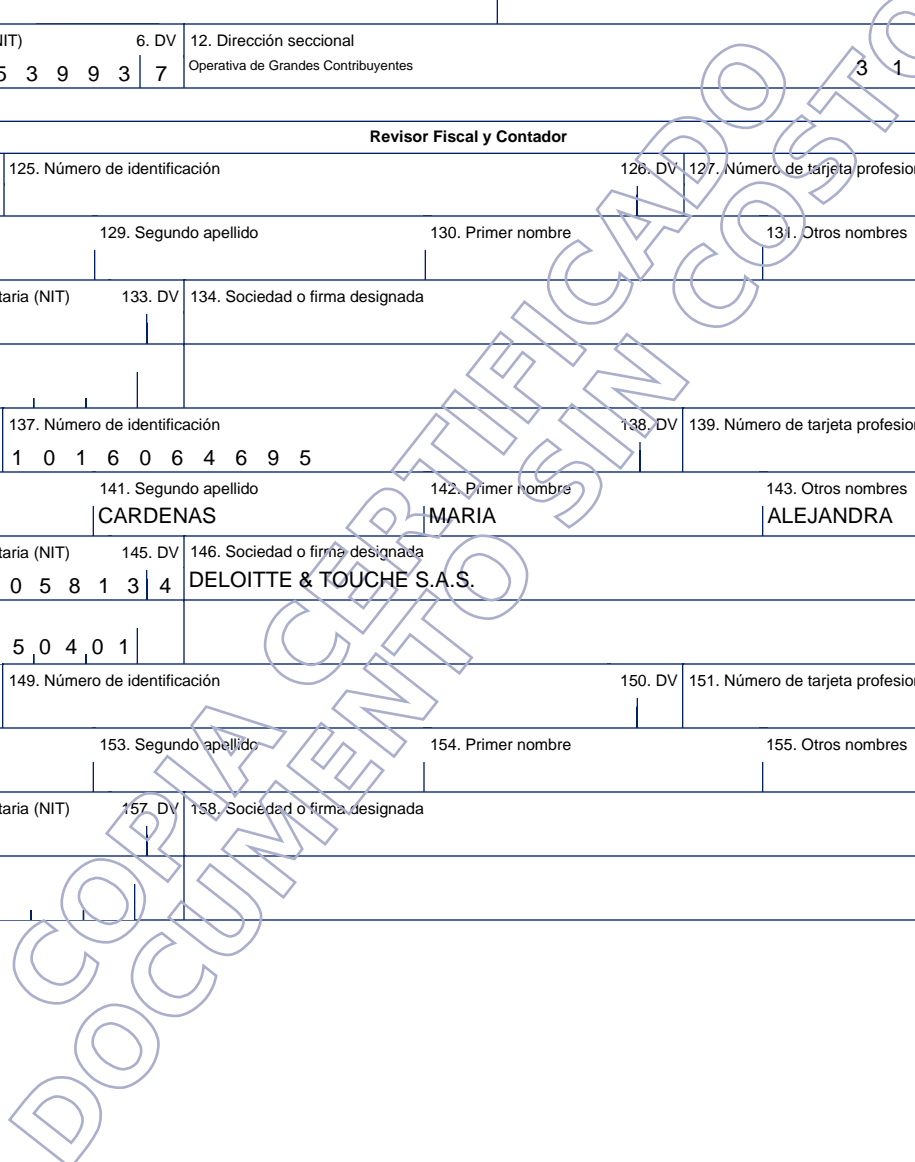 NIT) 6. DV 12. Dirección seccional
5 3 9 9 3 7 Operativa de Grandes Contribuyentes 3 1
Revisor Fiscal y Contador
125. Número de identificación 126. DV 127. Número de tarjeta profesion
129. Segundo apellido 130. Primer nombre 131. Otros nombres
taria (NIT) 133. DV 134. Sociedad o firma designada
137. Número de identificación 138. DV 139. Número de tarjeta profesion
1 0 1 6 0 6 4 6 9 5
141. Segundo apellido 142. Primer nombre 143. Otros nombres
CARDENAS MARIA ALEJANDRA
taria (NIT) 145. DV 146. Sociedad o firma designada
0 5 8 1 3 4 DELOITTE & TOUCHE S.A.S.
5 0 4 0 1
149. Número de identificación 150. DV 151. Número de tarjeta profesion
153. Segundo apellido 154. Primer nombre 155. Otros nombres
taria (NIT) 157. DV 158. Sociedad o firma designada
COPIA CERTIFICADO
DOCUMENTO SIN COSTO